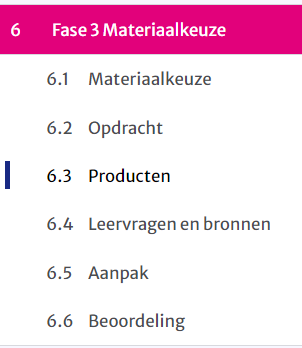 6 Fase 3 Materiaalkeuze
6.1 Materiaalkeuze
6.2 Opdracht
6.3 Producten
6.4 Leervragen en bronnen
6.5 Aanpak
6.6 Beoordeling